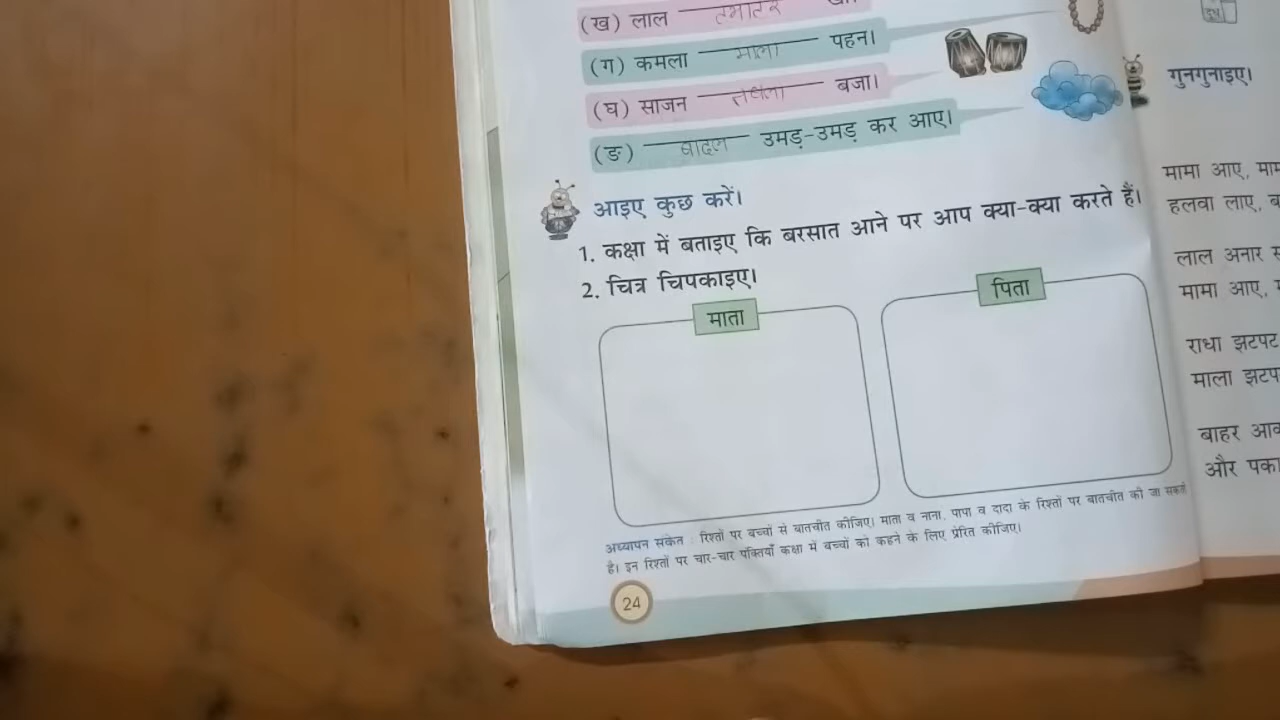 (ख) लाल टमाटर
(ग) कमला माला पहन।
(घ) साजन तबला बजा।
(ङ) बादल उमड़-उमड़ कर आए।
आइए कुछ करें।
1. कक्षा में बताइए कि बरसात आने पर आप क्या-क्या करते हैं।
2. चित्र चिपकाइए।
माता
पिता
अध्यापन संकेत : रिश्तों पर बच्चों से बातचीत कीजिए। माता व नाना, पापा व दादा के रिश्तों पर बातचीत की जा सकती
है। इन रिश्तों पर चार-चार पंक्तियाँ कक्षा में बच्चों को कहने के लिए प्रेरित कीजिए।
24
गुनगुनाइए।
मामा आए,
हलवा लाए,
लाल अनार
मामा आए,
राधा झटपट
माला
बाहर
और